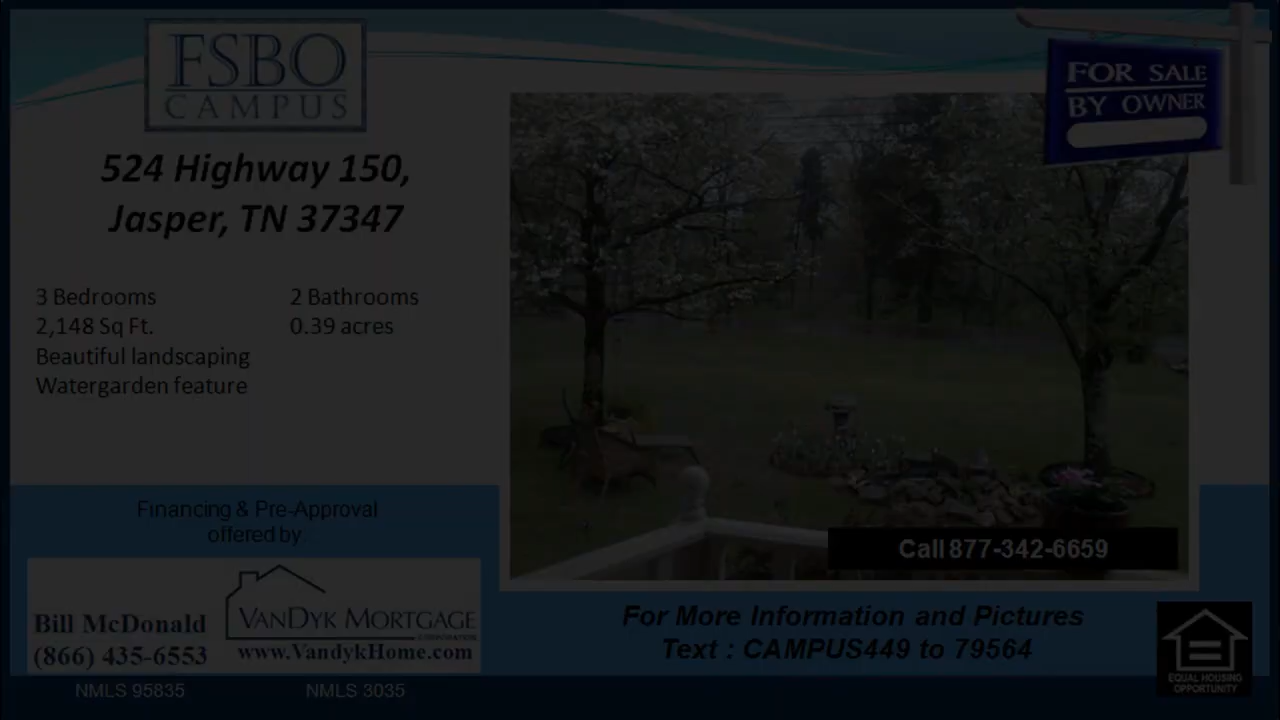 FSBO
CAMPUS
FOR SALE
BY OWNER
524 Highway 150,
Jasper, TN 37347
3 Bedrooms
2 Bathrooms
2,148 Sq Ft.
0.39 acres
Beautiful landscaping
Watergarden feature
Call 877-342-6659
Financing & Pre-Approval
offered by:
Bill McDonald
(866) 435-6553
VANDYK MORTGAGE
CORPORATION
www.VandykHome.com
NMLS 95835
NMLS 3035
For More Information and Pictures
Text : CAMPUS449 to 79564
EQUAL HOUSING
OPPORTUNITY